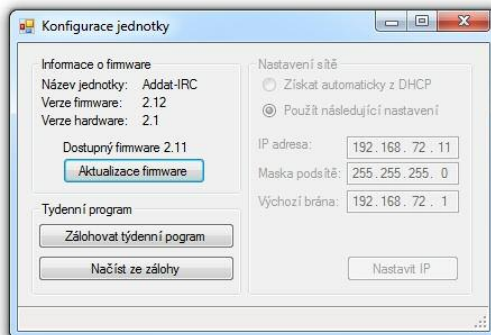 Konfigurace jednotky
Informace o firmware
Název jednotky: Addat-IRC
Verze firmware: 2.12
Verze hardware: 2.1
Dostupný firmware 2.11
Aktualizace firmware
Týdenní program
Zálohovat týdenní pogram
Načíst ze zálohy
Nastavení sítě
Získat automaticky z DHCP
Použít následující nastavení
IP adresa: 192.168. 72 . 11
Maska podsítě: 255.255.255. 0
Výchozí brána: 192.168. 72 . 1
Nastavit IP